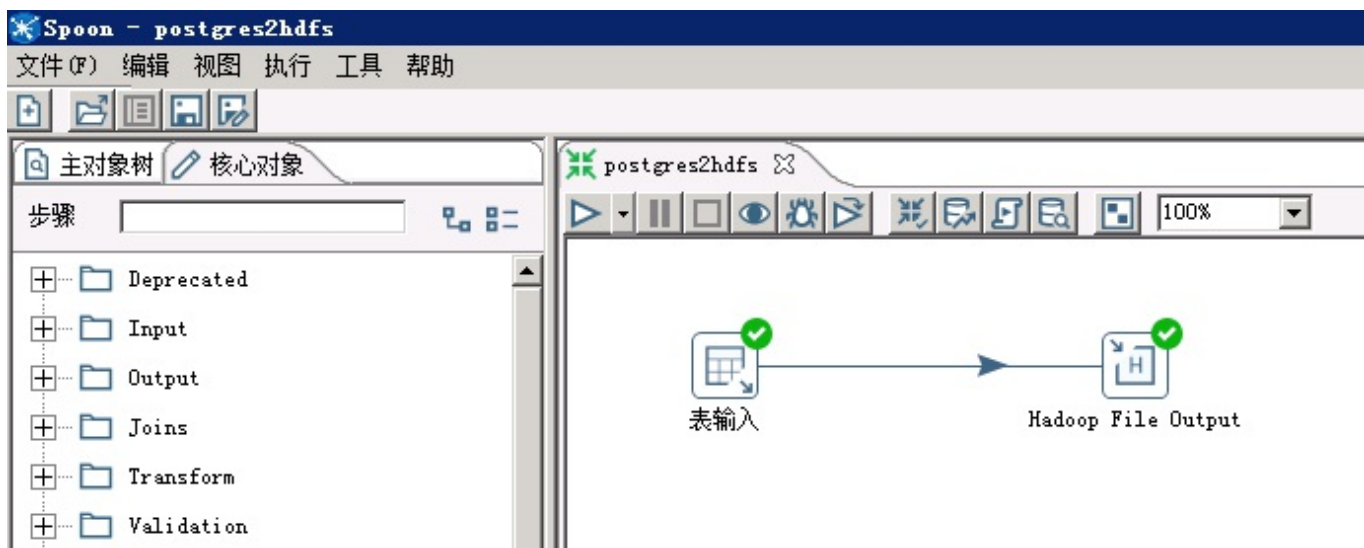 Spoon - postgres2hdfs
文件(F) 编辑 视图 执行 工具 帮助
主对象树 核心对象
postgres2hdfs
步骤
100%
Deprecated
Input
Output
Joins
Transform
Validation
表输入
H
Hadoop File Output